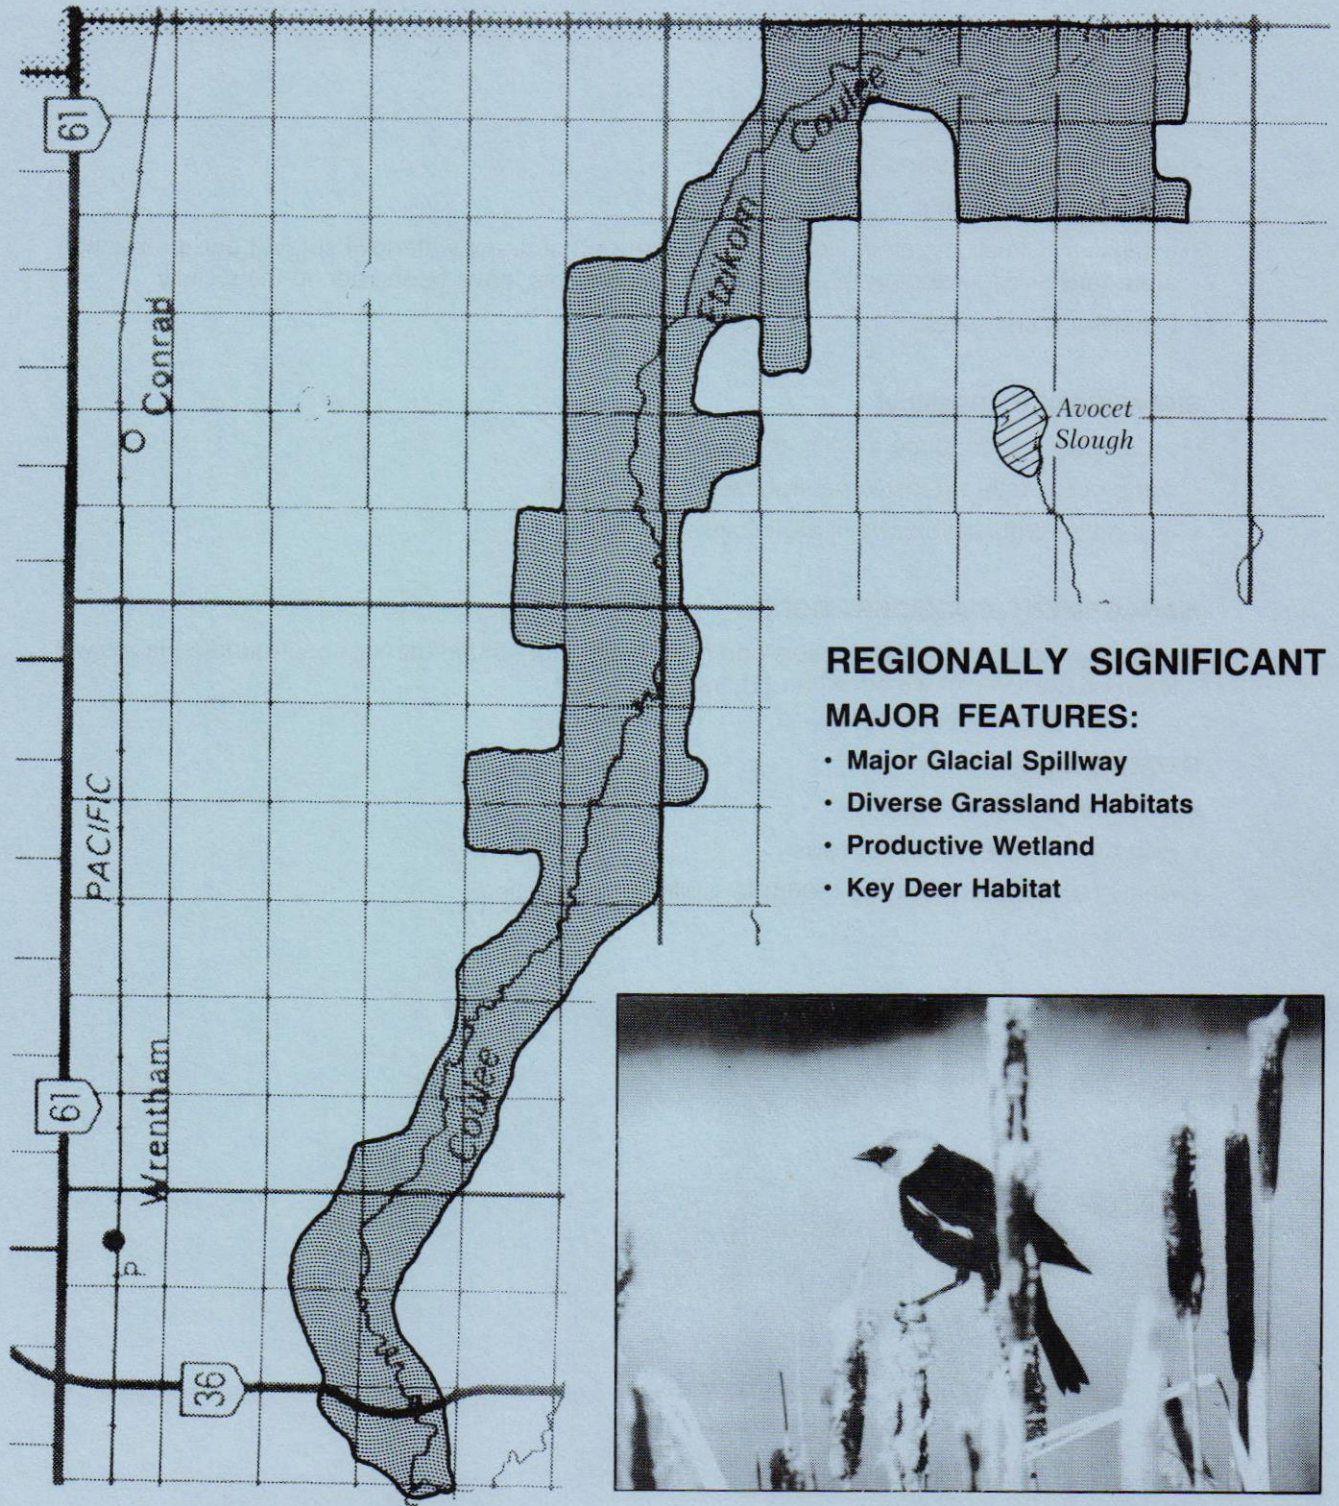 61
Coulee
Etzikom
Conrad
Avocet
Slough
REGIONALLY SIGNIFICANT
MAJOR FEATURES:
• Major Glacial Spillway
• Diverse Grassland Habitats
• Productive Wetland
• Key Deer Habitat
PACIFIC
Wrentham
61
Coulee
P
36